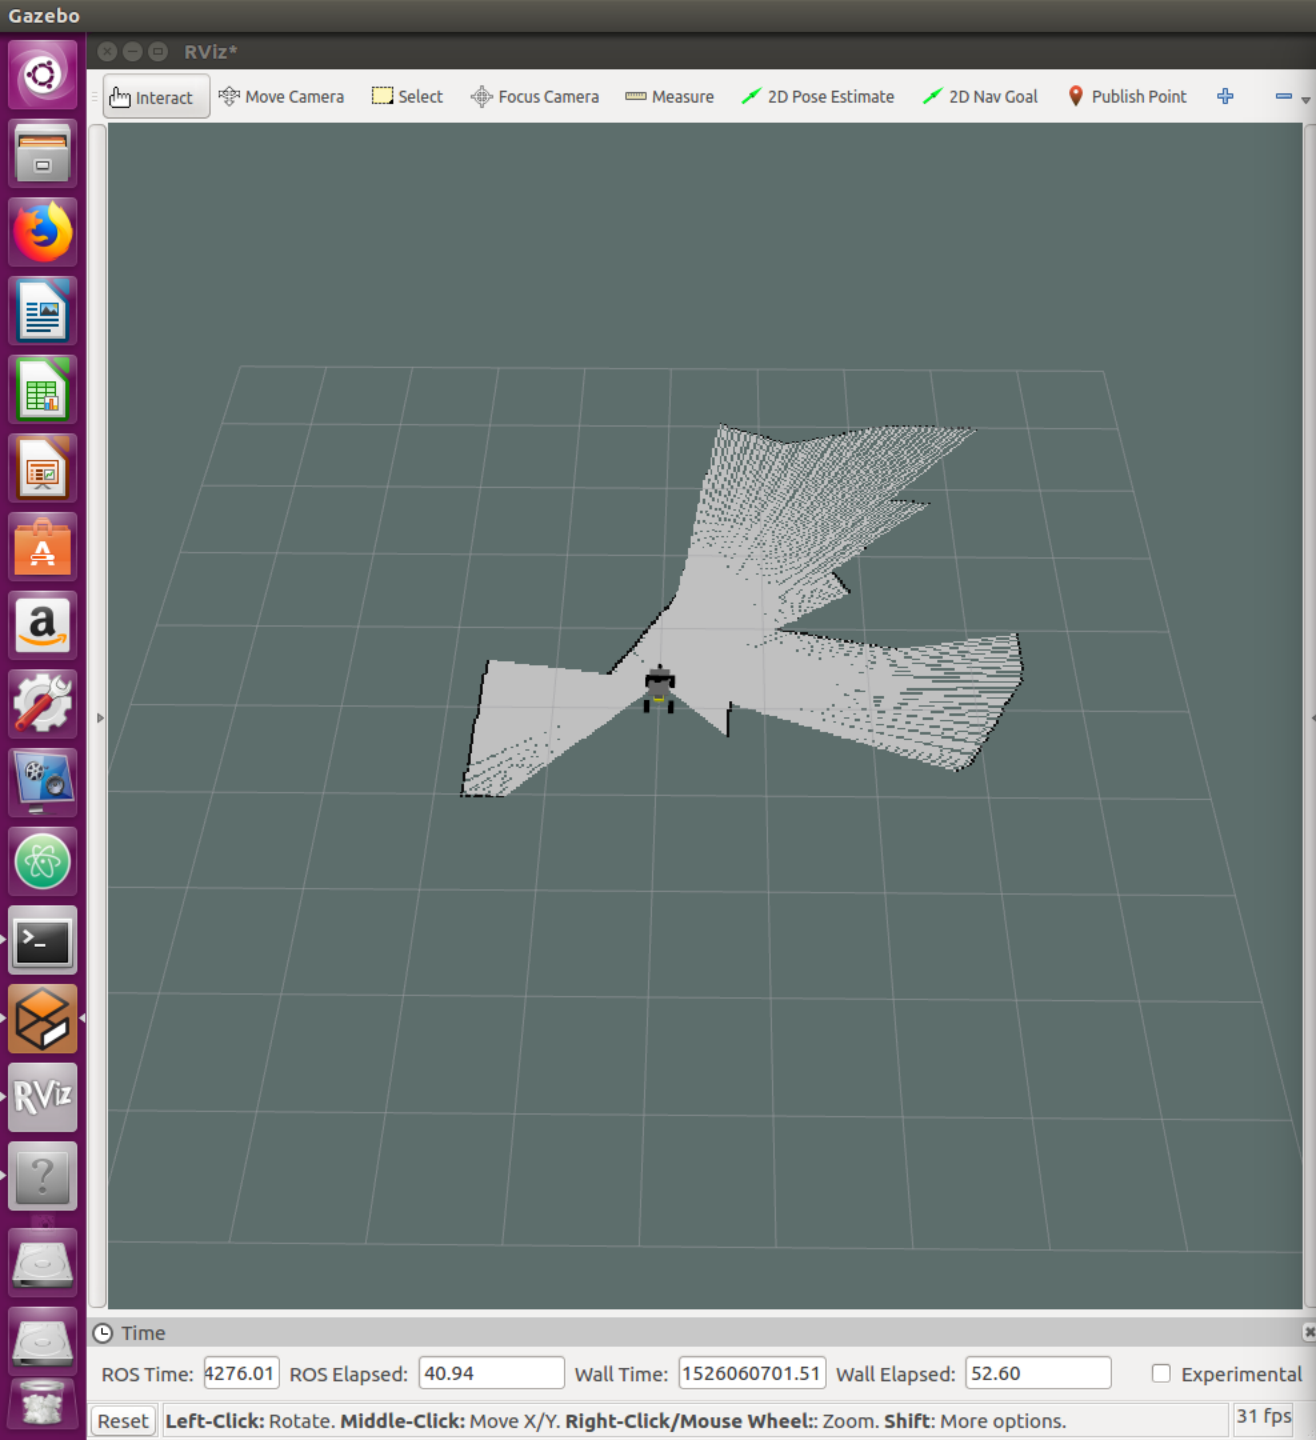 Gazebo
RViz*
Interact Move Camera Select Focus Camera Measure 2D Pose Estimate 2D Nav Goal Publish Point
a
>_
RViz
?
Time
ROS Time: 4276.01 ROS Elapsed: 40.94 Wall Time: 1526060701.51 Wall Elapsed: 52.60 Experimental
Reset Left-Click: Rotate. Middle-Click: Move X/Y. Right-Click/Mouse Wheel:: Zoom. Shift: More options. 31 fps